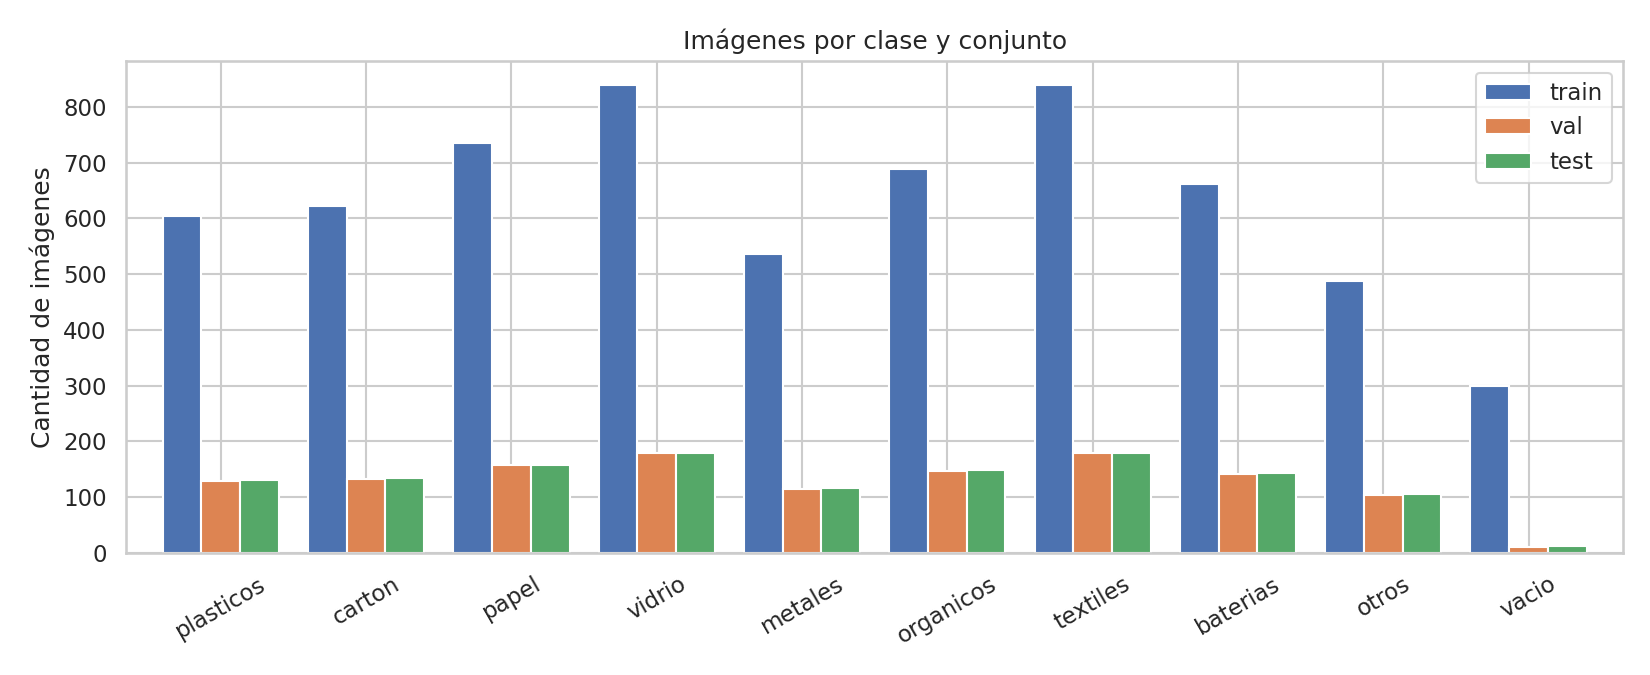 Imágenes por clase y conjunto
Cantidad de imágenes
800
700
600
500
400
300
200
100
0
train
val
test
plasticos
carton
papel
vidrio
metales
organicos
textiles
baterias
otros
vacio